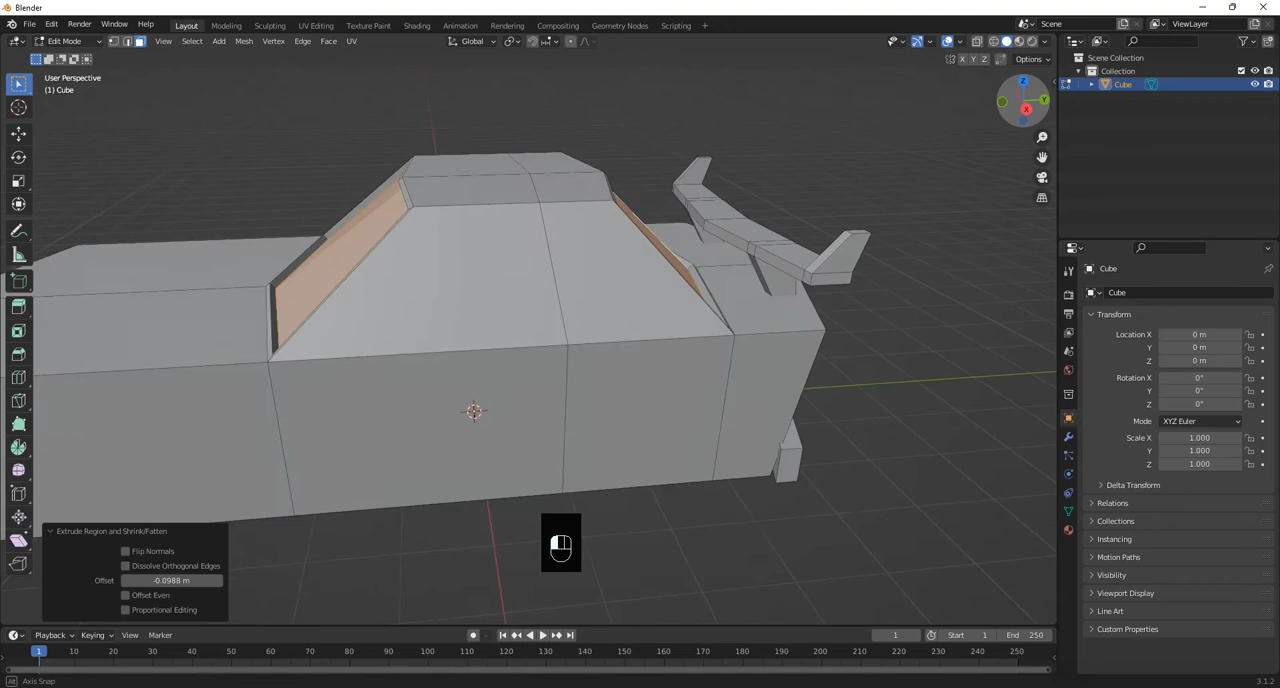 Blender
File Edit Render Window Help Layout Modeling Sculpting UV Editing Texture Paint Shading Animation Rendering Compositing Geometry Nodes Scripting + Scene ViewLayer
Edit Mode View Select Add Mesh Vertex Edge Face UV Global
X Y Z Options
User Perspective
(1) Cube
Scene Collection
Collection
Cube
Z
Y
X
Cube
Cube
Transform
Location X 0 m
Y 0 m
Z 0 m
Rotation X 0°
Y 0°
Z 0°
Mode XYZ Euler
Scale X 1.000
Y 1.000
Z 1.000
Delta Transform
Relations
Collections
Instancing
Motion Paths
Visibility
Viewport Display
Line Art
Custom Properties
Extrude Region and Shrink/Fatten
Flip Normals
Dissolve Orthogonal Edges
Offset -0.0988 m
Offset Even
Proportional Editing
Playback Keying View Marker 1 Start 1 End 250
1 10 20 30 40 50 60 70 80 90 100 110 120 130 140 150 160 170 180 190 200 210 220 230 240 250
Alt Axis Snap 3.1.2